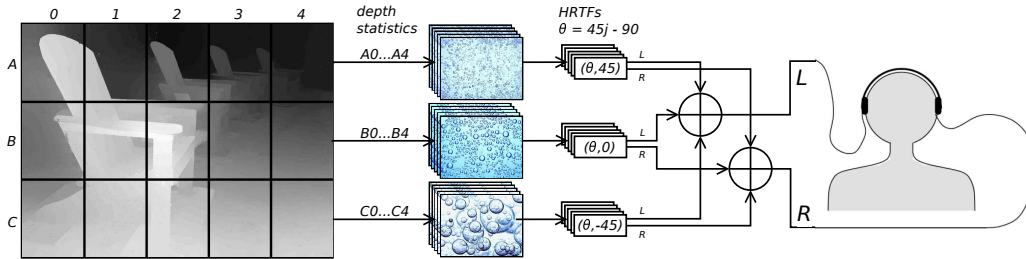 0 1 2 3 4
depth
statistics
HRTFs
θ = 45j - 90
A
A0...A4
(θ,45)
L
R
B
B0...B4
(θ,0)
L
R
C
C0...C4
(θ,-45)
L
R
L
R